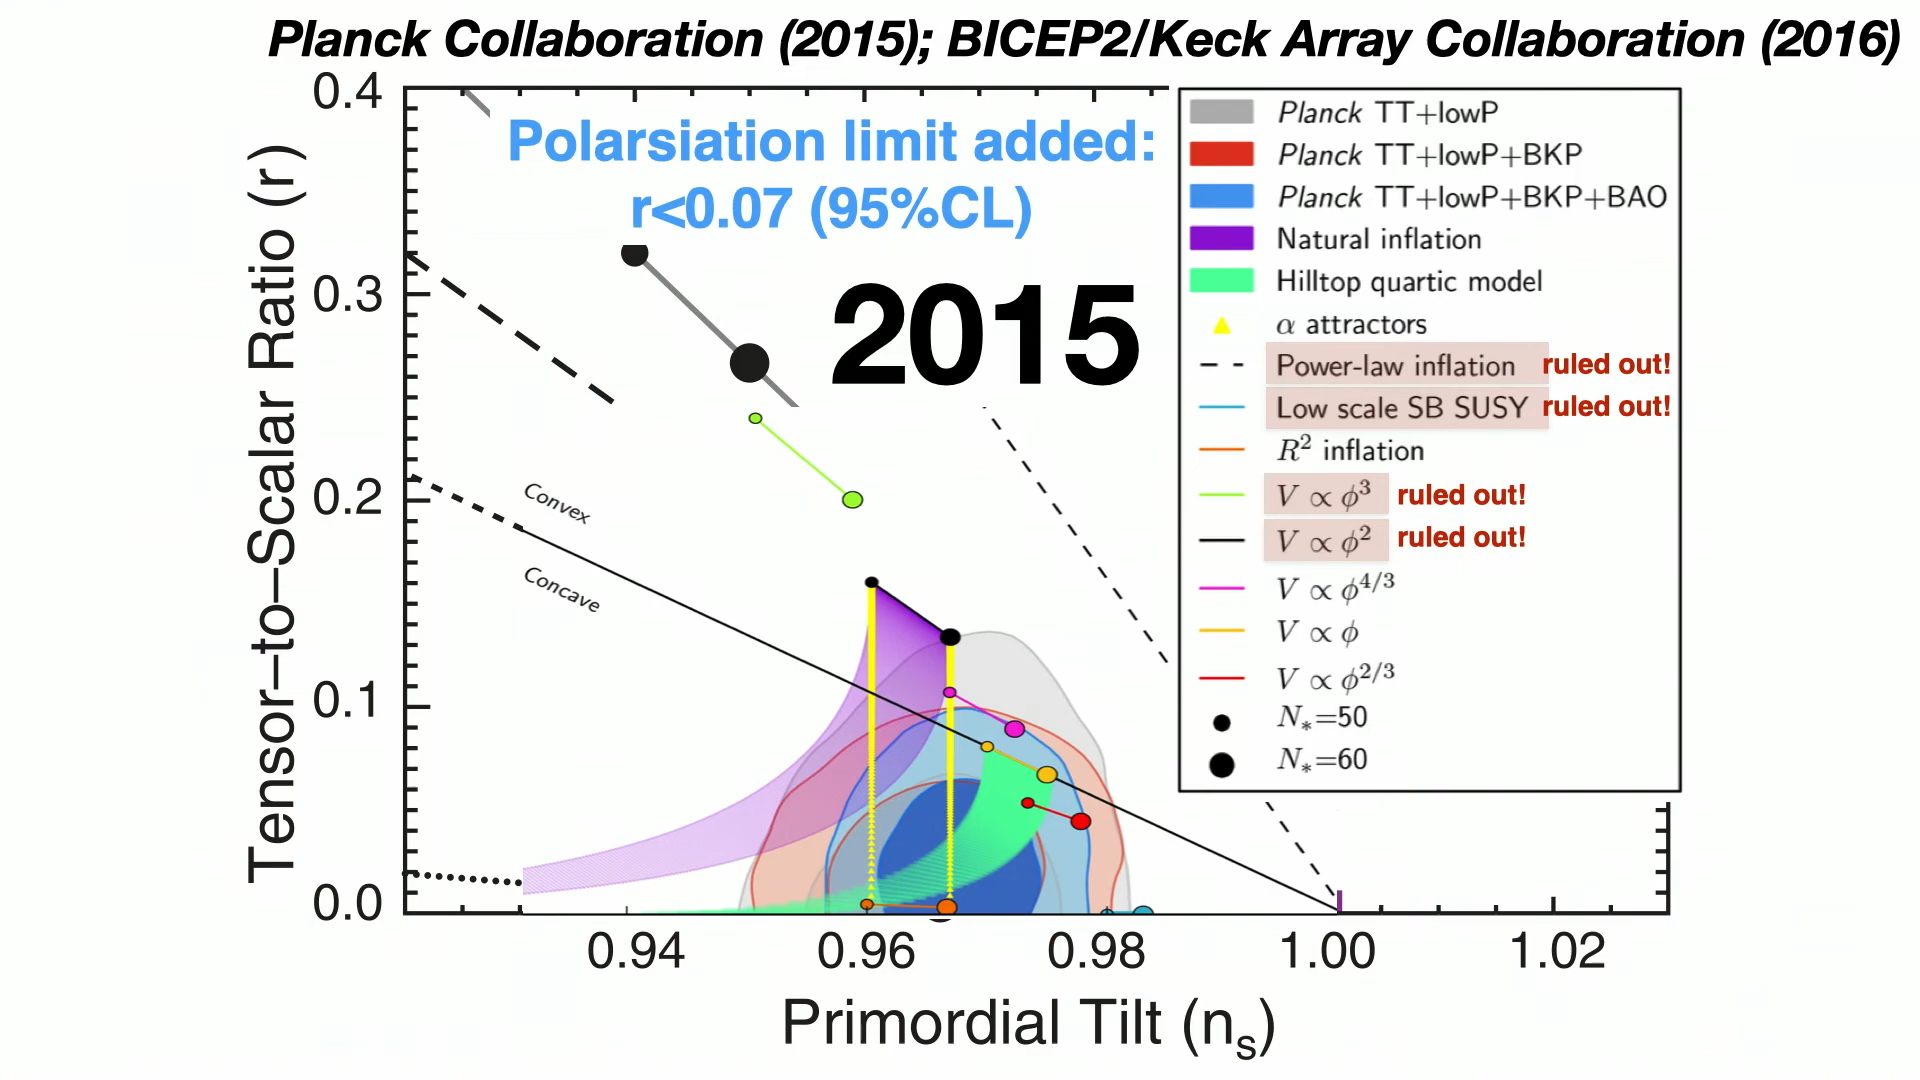 Planck Collaboration (2015); BICEP2/Keck Array Collaboration (2016)
Polarsiation limit added:
r<0.07 (95%CL)
2015
Tensor–to–Scalar Ratio (r)
0.4
0.3
0.2
0.1
0.0
Convex
Concave
0.94 0.96 0.98 1.00 1.02
Primordial Tilt (nₛ)
Planck TT+lowP
Planck TT+lowP+BKP
Planck TT+lowP+BKP+BAO
Natural inflation
Hilltop quartic model
α attractors
Power-law inflation ruled out!
Low scale SB SUSY ruled out!
R² inflation
V ∝ ϕ³ ruled out!
V ∝ ϕ² ruled out!
V ∝ ϕ^4/3
V ∝ ϕ
V ∝ ϕ^2/3
N*=50
N*=60